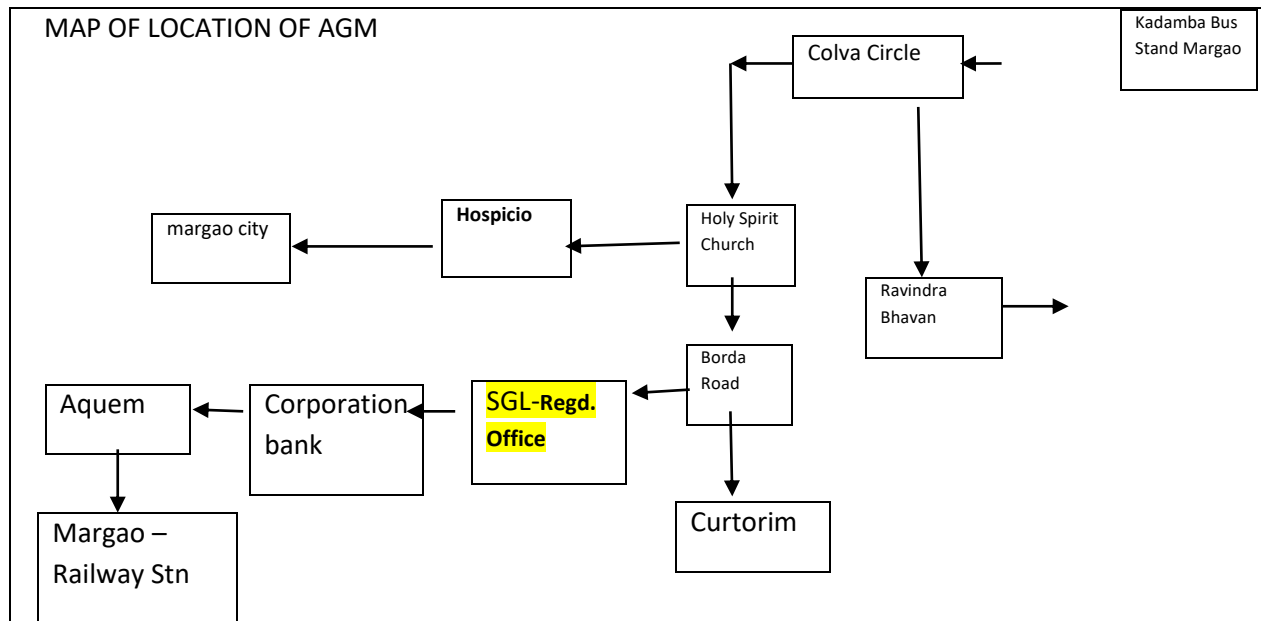 MAP OF LOCATION OF AGM
Kadamba Bus
Stand Margao
Colva Circle
margao city
Hospicio
Holy Spirit
Church
Ravindra
Bhavan
Borda
Road
Aquem
Corporation
bank
SGL-Regd.
Office
Margao –
Railway Stn
Curtorim